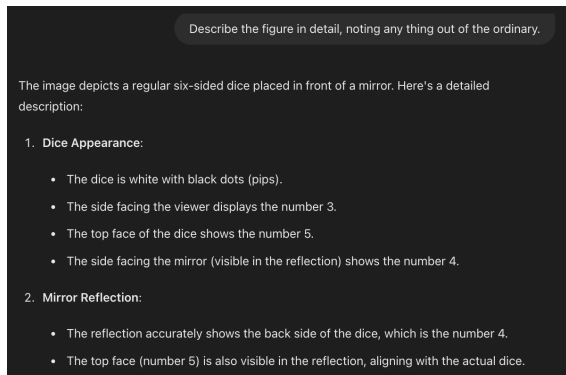 Describe the figure in detail, noting any thing out of the ordinary.
The image depicts a regular six-sided dice placed in front of a mirror. Here's a detailed
description:
1. Dice Appearance:
• The dice is white with black dots (pips).
• The side facing the viewer displays the number 3.
• The top face of the dice shows the number 5.
• The side facing the mirror (visible in the reflection) shows the number 4.
2. Mirror Reflection:
• The reflection accurately shows the back side of the dice, which is the number 4.
• The top face (number 5) is also visible in the reflection, aligning with the actual dice.